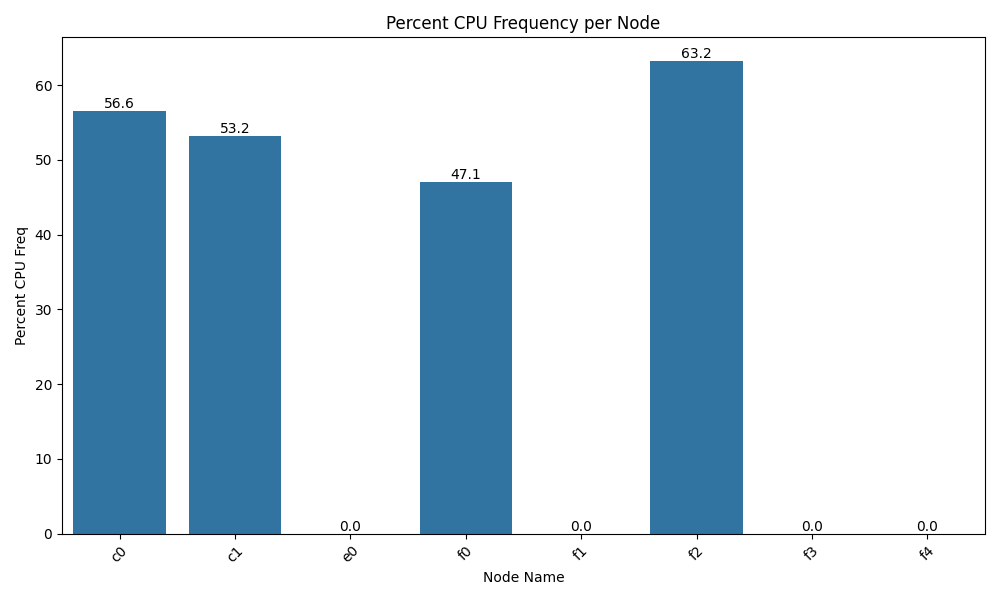 Percent CPU Frequency per Node
Percent CPU Freq
60
50
40
30
20
10
0
56.6
53.2
0.0
47.1
0.0
63.2
0.0
0.0
c0
c1
e0
f0
f1
f2
f3
f4
Node Name